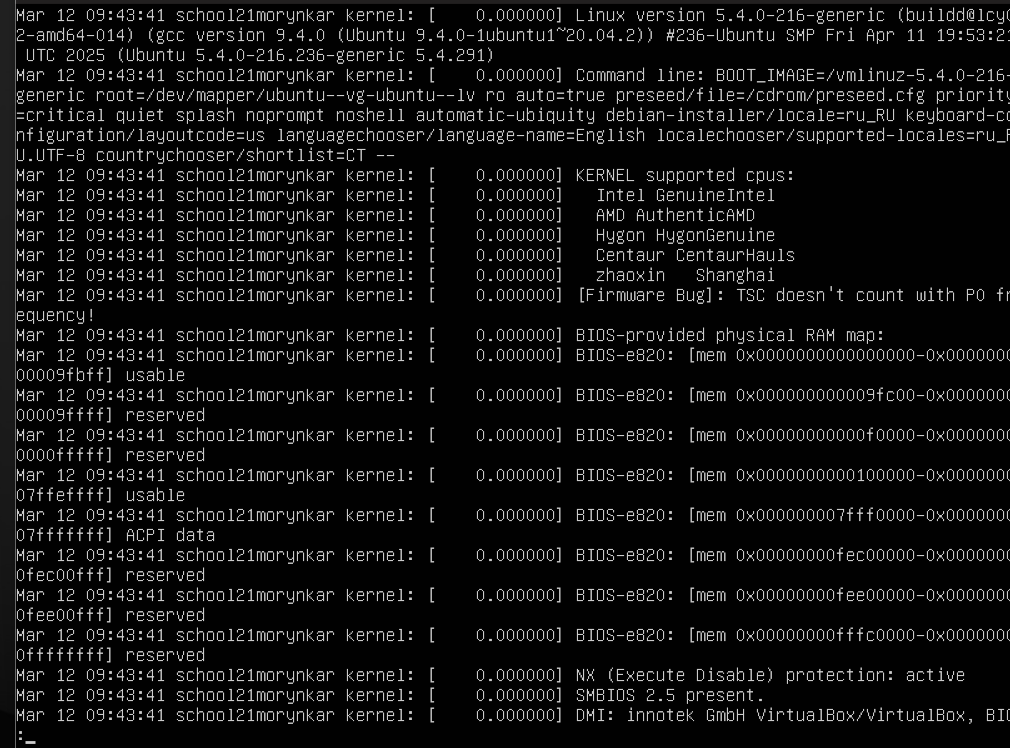 Mar 12 09:43:41 school21morynkar kernel: [    0.000000] Linux version 5.4.0-216-generic (buildd@lcy0
2-amd64-014) (gcc version 9.4.0 (Ubuntu 9.4.0-1ubuntu1~20.04.2)) #236-Ubuntu SMP Fri Apr 11 19:53:21
 UTC 2025 (Ubuntu 5.4.0-216.236-generic 5.4.291)
Mar 12 09:43:41 school21morynkar kernel: [    0.000000] Command line: BOOT_IMAGE=/vmlinuz-5.4.0-216-
generic root=/dev/mapper/ubuntu--vg-ubuntu--lv ro auto=true preseed/file=/cdrom/preseed.cfg priority
=critical quiet splash noprompt noshell automatic-ubiquity debian-installer/locale=ru_RU keyboard-co
nfiguration/layoutcode=us languagechooser/language-name=English localechooser/supported-locales=ru_R
U.UTF-8 countrychooser/shortlist=CT --
Mar 12 09:43:41 school21morynkar kernel: [    0.000000] KERNEL supported cpus:
Mar 12 09:43:41 school21morynkar kernel: [    0.000000]   Intel GenuineIntel
Mar 12 09:43:41 school21morynkar kernel: [    0.000000]   AMD AuthenticAMD
Mar 12 09:43:41 school21morynkar kernel: [    0.000000]   Hygon HygonGenuine
Mar 12 09:43:41 school21morynkar kernel: [    0.000000]   Centaur CentaurHauls
Mar 12 09:43:41 school21morynkar kernel: [    0.000000]   zhaoxin   Shanghai
Mar 12 09:43:41 school21morynkar kernel: [    0.000000] [Firmware Bug]: TSC doesn't count with P0 fr
equency!
Mar 12 09:43:41 school21morynkar kernel: [    0.000000] BIOS-provided physical RAM map:
Mar 12 09:43:41 school21morynkar kernel: [    0.000000] BIOS-e820: [mem 0x0000000000000000-0x0000000
00009fbff] usable
Mar 12 09:43:41 school21morynkar kernel: [    0.000000] BIOS-e820: [mem 0x000000000009fc00-0x0000000
00009ffff] reserved
Mar 12 09:43:41 school21morynkar kernel: [    0.000000] BIOS-e820: [mem 0x00000000000f0000-0x0000000
0000fffff] reserved
Mar 12 09:43:41 school21morynkar kernel: [    0.000000] BIOS-e820: [mem 0x0000000000100000-0x0000000
07ffeffff] usable
Mar 12 09:43:41 school21morynkar kernel: [    0.000000] BIOS-e820: [mem 0x000000007fff0000-0x0000000
07fffffff] ACPI data
Mar 12 09:43:41 school21morynkar kernel: [    0.000000] BIOS-e820: [mem 0x00000000fec00000-0x0000000
0fec00fff] reserved
Mar 12 09:43:41 school21morynkar kernel: [    0.000000] BIOS-e820: [mem 0x00000000fee00000-0x0000000
0fee00fff] reserved
Mar 12 09:43:41 school21morynkar kernel: [    0.000000] BIOS-e820: [mem 0x00000000fffc0000-0x0000000
0ffffffff] reserved
Mar 12 09:43:41 school21morynkar kernel: [    0.000000] NX (Execute Disable) protection: active
Mar 12 09:43:41 school21morynkar kernel: [    0.000000] SMBIOS 2.5 present.
Mar 12 09:43:41 school21morynkar kernel: [    0.000000] DMI: innotek GmbH VirtualBox/VirtualBox, BIO
:_